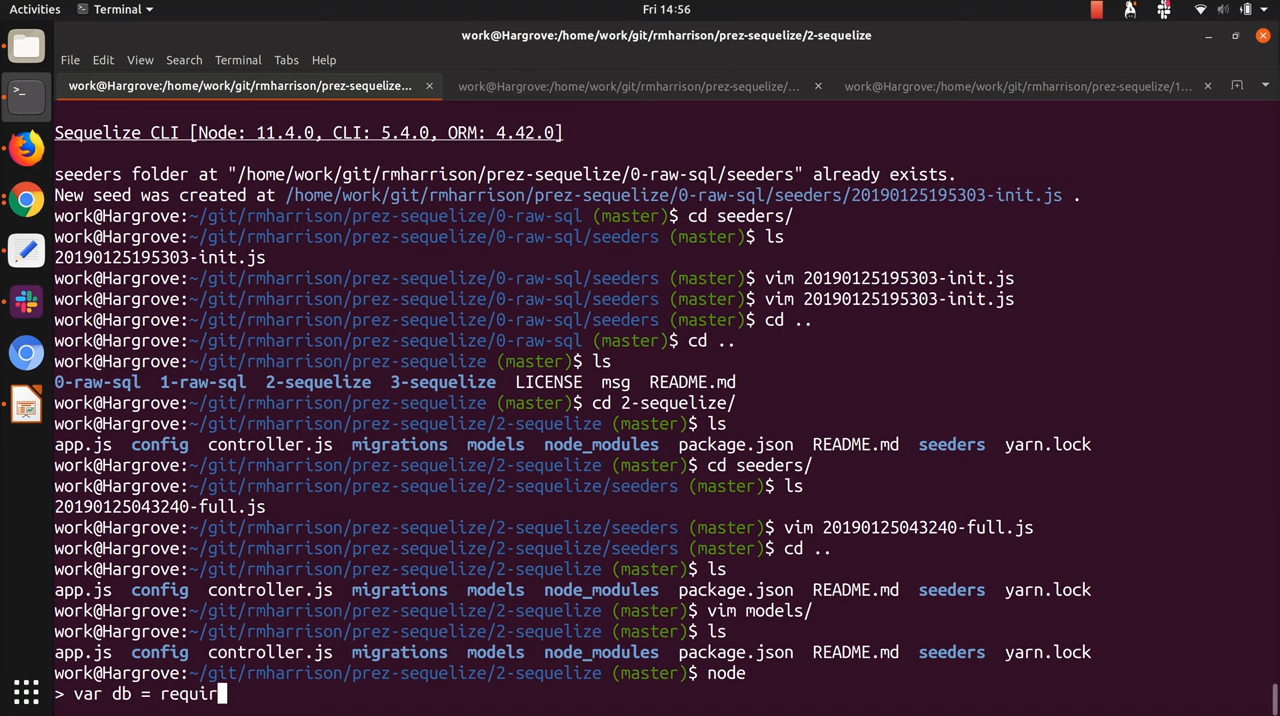 Activities Terminal Fri 14:56
work@Hargrove:/home/work/git/rmharrison/prez-sequelize/2-sequelize
File Edit View Search Terminal Tabs Help
work@Hargrove:/home/work/git/rmharrison/prez-sequelize... work@Hargrove:/home/work/git/rmharrison/prez-sequelize/... work@Hargrove:/home/work/git/rmharrison/prez-sequelize/1...
Sequelize CLI [Node: 11.4.0, CLI: 5.4.0, ORM: 4.42.0]
seeders folder at "/home/work/git/rmharrison/prez-sequelize/0-raw-sql/seeders" already exists.
New seed was created at /home/work/git/rmharrison/prez-sequelize/0-raw-sql/seeders/20190125195303-init.js .
work@Hargrove:~/git/rmharrison/prez-sequelize/0-raw-sql (master)$ cd seeders/
work@Hargrove:~/git/rmharrison/prez-sequelize/0-raw-sql/seeders (master)$ ls
20190125195303-init.js
work@Hargrove:~/git/rmharrison/prez-sequelize/0-raw-sql/seeders (master)$ vim 20190125195303-init.js
work@Hargrove:~/git/rmharrison/prez-sequelize/0-raw-sql/seeders (master)$ vim 20190125195303-init.js
work@Hargrove:~/git/rmharrison/prez-sequelize/0-raw-sql/seeders (master)$ cd ..
work@Hargrove:~/git/rmharrison/prez-sequelize/0-raw-sql (master)$ cd ..
work@Hargrove:~/git/rmharrison/prez-sequelize (master)$ ls
0-raw-sql 1-raw-sql 2-sequelize 3-sequelize LICENSE msg README.md
work@Hargrove:~/git/rmharrison/prez-sequelize (master)$ cd 2-sequelize/
work@Hargrove:~/git/rmharrison/prez-sequelize/2-sequelize (master)$ ls
app.js config controller.js migrations models node_modules package.json README.md seeders yarn.lock
work@Hargrove:~/git/rmharrison/prez-sequelize/2-sequelize (master)$ cd seeders/
work@Hargrove:~/git/rmharrison/prez-sequelize/2-sequelize/seeders (master)$ ls
20190125043240-full.js
work@Hargrove:~/git/rmharrison/prez-sequelize/2-sequelize/seeders (master)$ vim 20190125043240-full.js
work@Hargrove:~/git/rmharrison/prez-sequelize/2-sequelize/seeders (master)$ cd ..
work@Hargrove:~/git/rmharrison/prez-sequelize/2-sequelize (master)$ ls
app.js config controller.js migrations models node_modules package.json README.md seeders yarn.lock
work@Hargrove:~/git/rmharrison/prez-sequelize/2-sequelize (master)$ vim models/
work@Hargrove:~/git/rmharrison/prez-sequelize/2-sequelize (master)$ ls
app.js config controller.js migrations models node_modules package.json README.md seeders yarn.lock
work@Hargrove:~/git/rmharrison/prez-sequelize/2-sequelize (master)$ node
> var db = requir